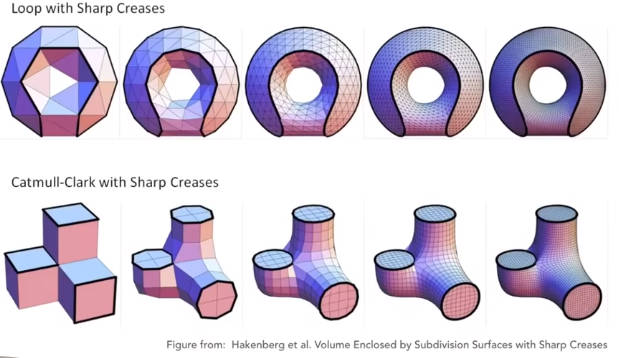 Loop with Sharp Creases
Catmull-Clark with Sharp Creases
Figure from:  Hakenberg et al. Volume Enclosed by Subdivision Surfaces with Sharp Creases